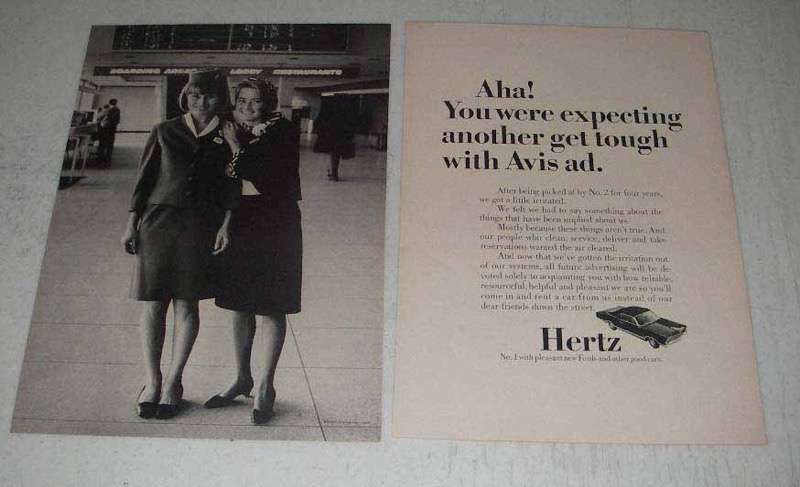 BOARDING AREAS LOBBY RESTAURANTS
Aha!
You were expecting
another get tough
with Avis ad.
After being picked at by No. 2 for four years,
we got a little irritated.
We felt we had to say something about the
things that have been implied about us.
Mostly because these things aren't true. And
our people who clean, service, deliver and take
reservations wanted the air cleared.
And now that we've gotten the irritation out
of our systems, all future advertising will be de-
voted solely to acquainting you with how reliable,
resourceful, helpful and pleasant we are so you'll
come and rent a car from us instead of our
dear friends down the street.
Hertz
No. 1 with pleasant new Fords and other good cars.